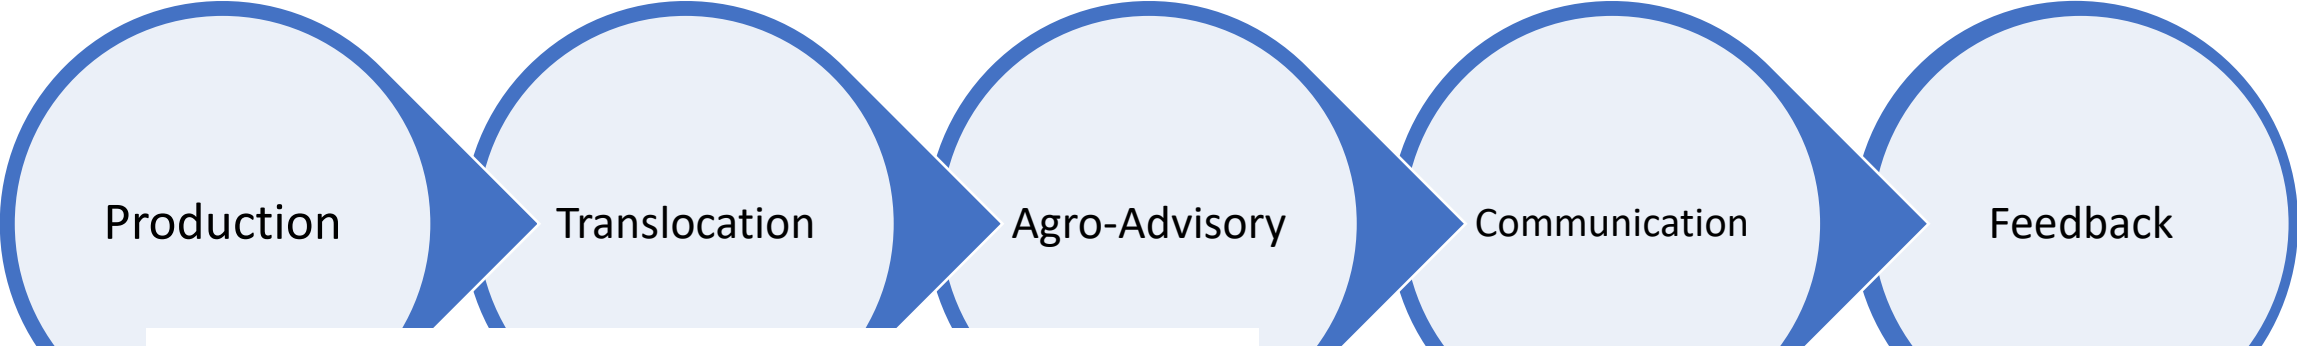 Production
Translocation
Agro-Advisory
Communication
Feedback